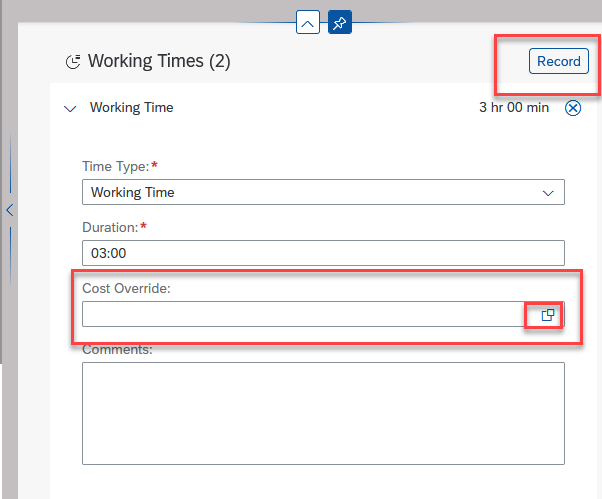 Working Times (2)
Record
Working Time
3 hr 00 min
Time Type:*
Working Time
Duration:*
03:00
Cost Override:
Comments: